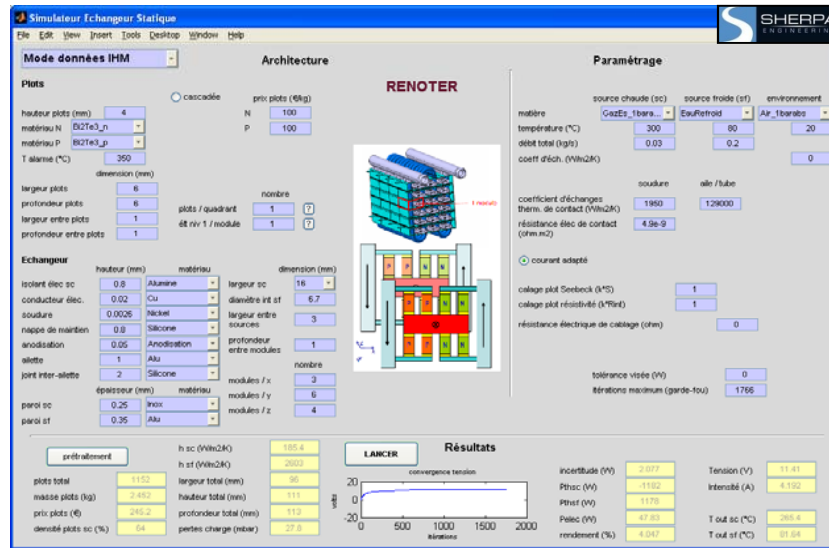 Simulateur Echangeur Statique
SHERPA
ENGINEERING
File Edit View Insert Tools Desktop Window Help
Mode données IHM
Architecture
Paramétrage
Plots
RENOTER
cascadée
prix plots (€/kg)
hauteur plots (mm) 4
N 100
matériau N Bi2Te3_n
P 100
matériau P Bi2Te3_p
T alarme (°C) 350
dimension (mm)
largeur plots 6
profondeur plots 6
nombre
largeur entre plots 1
plots / quadrant 1 ?
profondeur entre plots 1
élt niv 1 / module 1 ?
source chaude (sc) source froide (sf) environnement
matière GazEs_1bara... EauRefroid Air_1barabs
température (°C) 300 80 20
débit total (kg/s) 0.03 0.2
coeff d'éch. (W/m2/K) 0
soudure aile / tube
coefficient d'échanges
therm. de contact (W/m2/K) 1950 129000
résistance élec de contact
(ohm.m2) 4.9e-9
courant adapté
calage plot Seebeck (k*S) 1
calage plot résistivité (k*Rint) 1
résistance électrique de cablage (ohm) 0
tolérance visée (W) 0
itérations maximum (garde-fou) 1766
Echangeur
hauteur (mm) matériau dimension (mm)
isolant élec sc 0.8 Alumine
largeur sc 16
conducteur élec. 0.02 Cu
diamètre int sf 6.7
soudure 0.0026 Nickel
largeur entre
sources 3
nappe de maintien 0.8 Silicone
anodisation 0.05 Anodisation
profondeur
entre modules 1
ailette 1 Alu
joint inter-ailette 2 Silicone
nombre
épaisseur (mm) matériau
modules / x 3
paroi sc 0.25 Inox
modules / y 6
paroi sf 0.35 Alu
modules / z 4
1 module
P P N N
P P N N
prétraitement
plots total 1152
masse plots (kg) 2.452
prix plots (€) 245.2
densité plots sc (%) 64
h sc (W/m2/K) 185.4
h sf (W/m2/K) 2603
largeur total (mm) 96
hauteur total (mm) 111
profondeur total (mm) 113
pertes charge (mbar) 27.8
LANCER
Résultats
convergence tension
volts
20
0
-20
0 500 1000 1500 2000
itérations
incertitude (W) 2.077
Pthsc (W) -1182
Pthsf (W) 1178
Pelec (W) 47.83
rendement (%) 4.047
Tension (V) 11.41
Intensité (A) 4.192
T out sc (°C) 265.4
T out sf (°C) 81.64